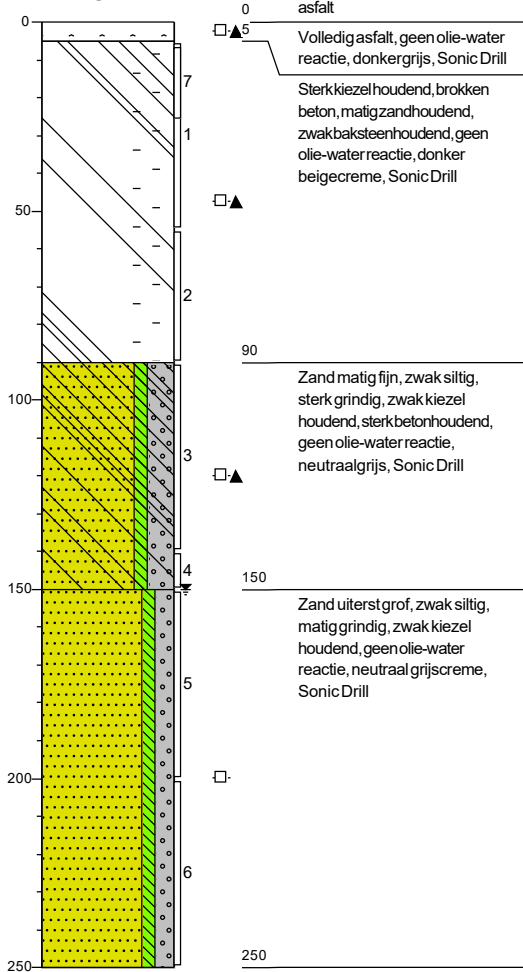 0
0
asfalt
5
Volledig asfalt, geen olie-water
reactie, donkergrijs, Sonic Drill
Sterk kiezel houdend, brokken
beton, matig zandhoudend,
zwak baksteenhoudend, geen
olie-water reactie, donker
beigecreme, Sonic Drill
7
1
50
2
90
Zand matig fijn, zwak siltig,
sterk grindig, zwak kiezel
houdend, sterk betonhoudend,
geen olie-water reactie,
neutraalgrijs, Sonic Drill
100
3
4
150
150
Zand uiterst grof, zwak siltig,
matig grindig, zwak kiezel
houdend, geen olie-water
reactie, neutraal grijscreme,
Sonic Drill
5
200
6
250
250